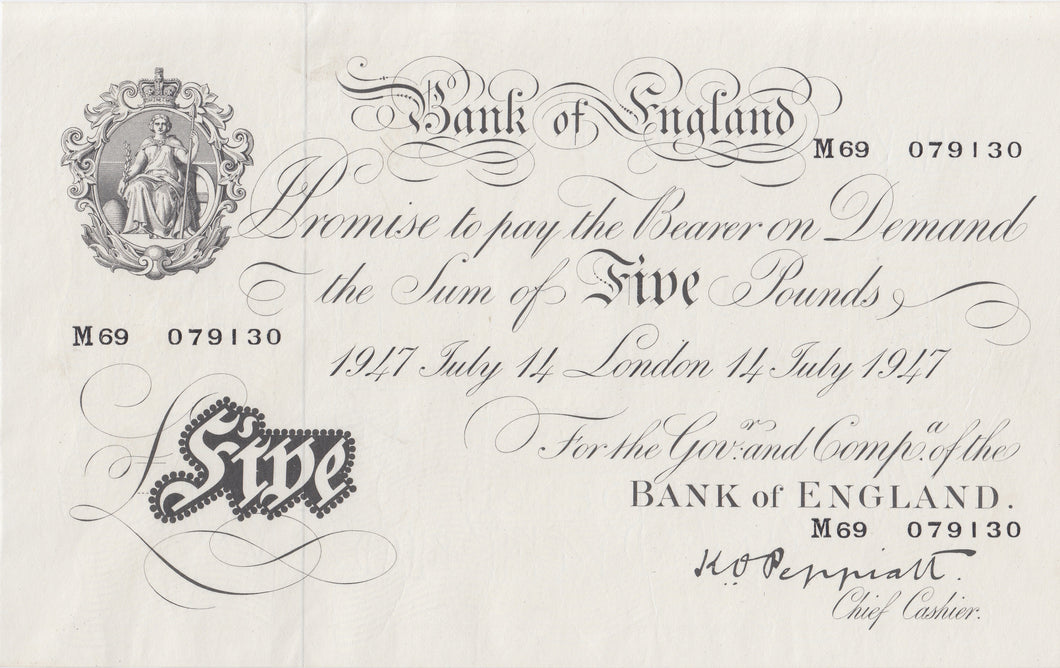 Bank of England
M69 079130
I Promise to pay the Bearer on Demand
the Sum of Five Pounds
M69 079130
1947 July 14 London 14 July 1947
£Five
For the Govr. and Compa. of the
BANK of ENGLAND.
M69 079130
K.O. Peppiatt.
Chief Cashier.